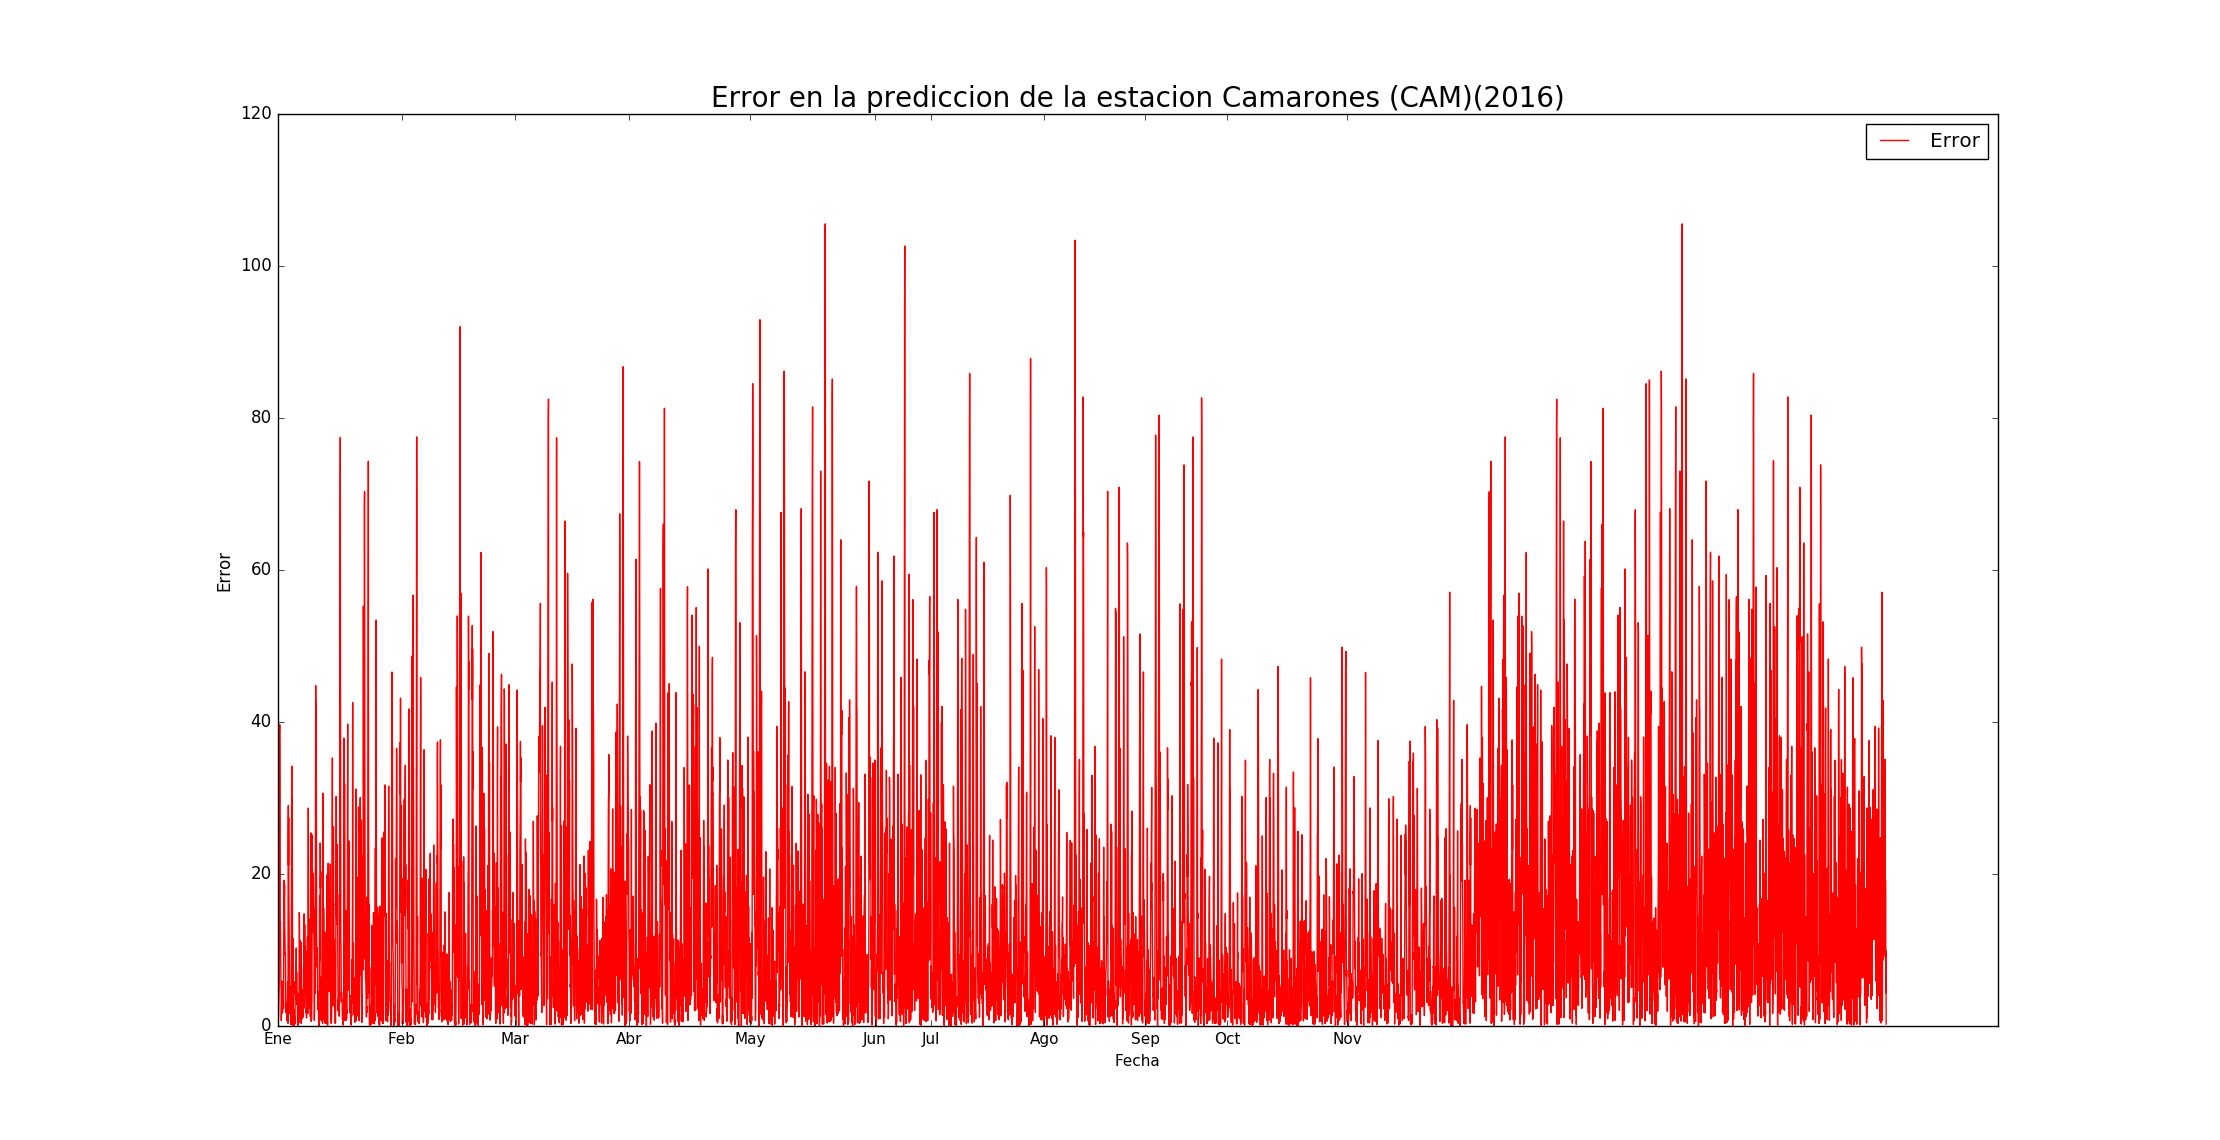 Error en la prediccion de la estacion Camarones (CAM)(2016)
120
Error
100
80
60
Error
40
20
0
Ene Feb Mar Abr May Jun Jul Ago Sep Oct Nov
Fecha